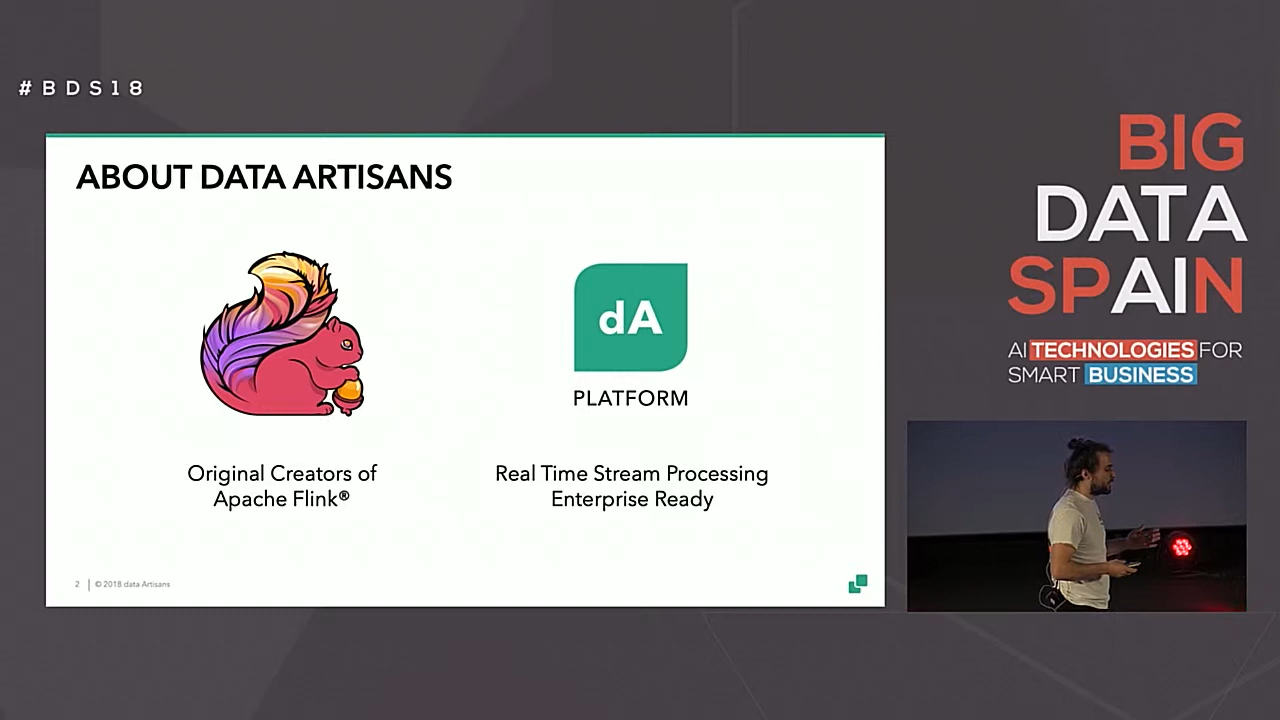 #BDS18
ABOUT DATA ARTISANS
dA
PLATFORM
Original Creators of
Apache Flink®
Real Time Stream Processing
Enterprise Ready
2 | © 2018 data Artisans
BIG
DATA
SPAIN
AI TECHNOLOGIES FOR
SMART BUSINESS